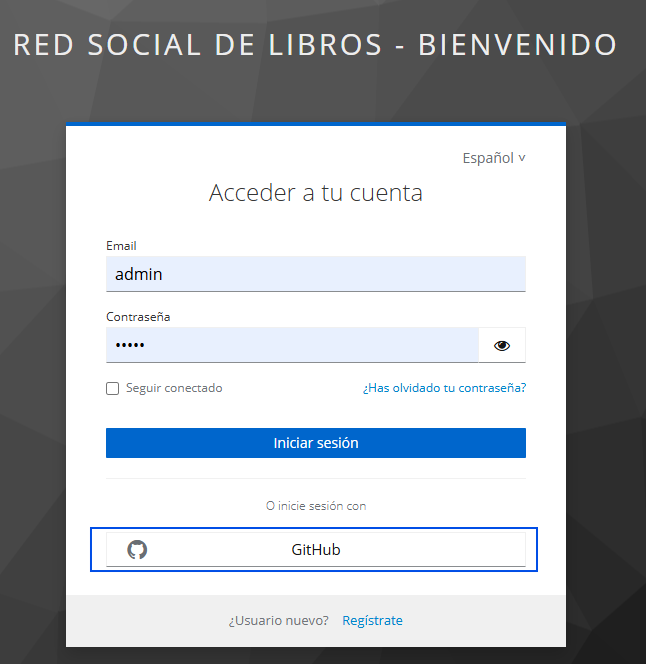 RED SOCIAL DE LIBROS - BIENVENIDO
Español
Acceder a tu cuenta
Email
admin
Contraseña
•••••
Seguir conectado
¿Has olvidado tu contraseña?
Iniciar sesión
O inicie sesión con
GitHub
¿Usuario nuevo? Regístrate